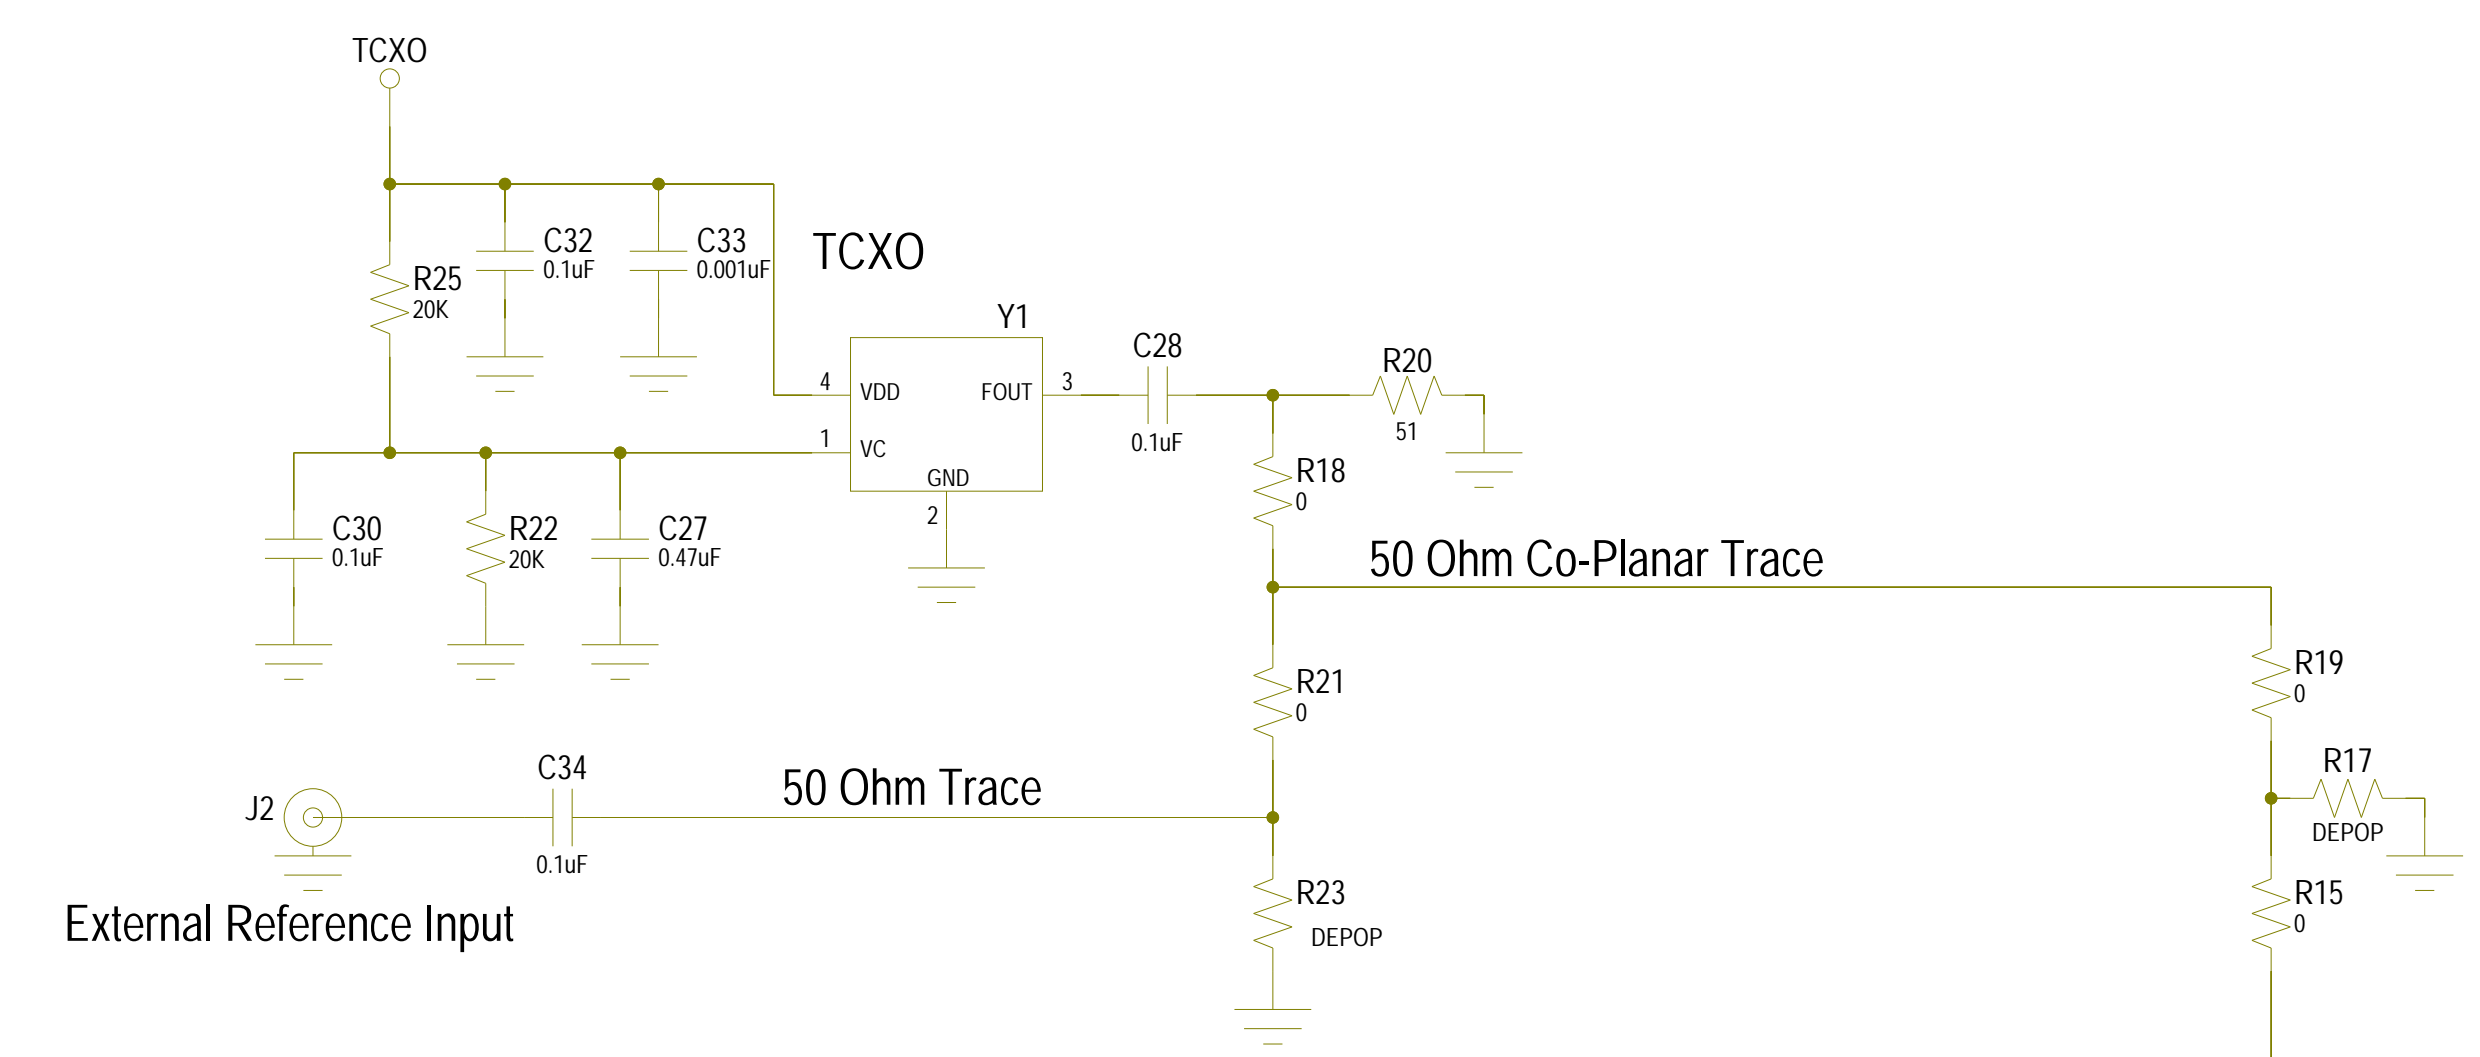 TCXO
C32
0.1uF
C33
0.001uF
TCXO
R25
20K
Y1
4
VDD
FOUT
3
1
VC
GND
2
C28
0.1uF
R20
51
R18
0
C30
0.1uF
R22
20K
C27
0.47uF
50 Ohm Co-Planar Trace
R21
0
R19
0
J2
C34
0.1uF
50 Ohm Trace
R17
DEPOP
External Reference Input
R23
DEPOP
R15
0